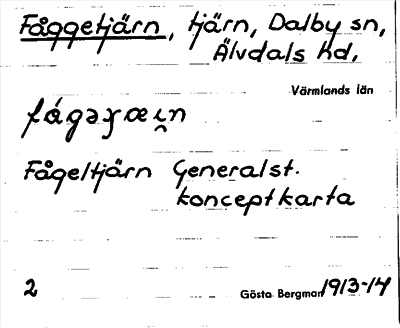 Fåggetjärn, tjärn, Dalby sn,
Älvdals hd,
Värmlands län
Fågeltjärn Generalst.
konceptkarta
2
Gösta Bergman 1913-14